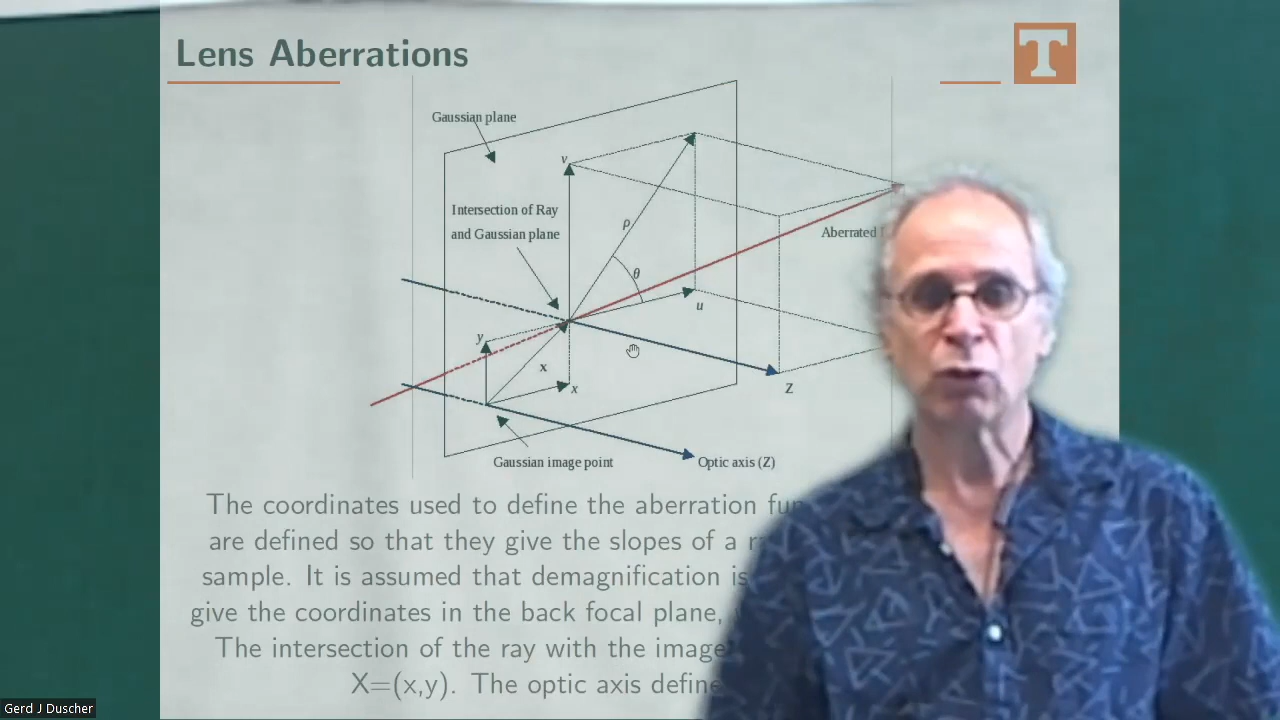 Lens Aberrations
T
Gaussian plane
v
Intersection of Ray
and Gaussian plane
ρ
Aberrated
θ
u
y
x
x
Z
Gaussian image point
Optic axis (Z)
The coordinates used to define the aberration
are defined so that they give the slopes of a
sample. It is assumed that demagnification is
give the coordinates in the back focal plane,
The intersection of the ray with the image
X=(x,y). The optic axis
Gerd J Duscher